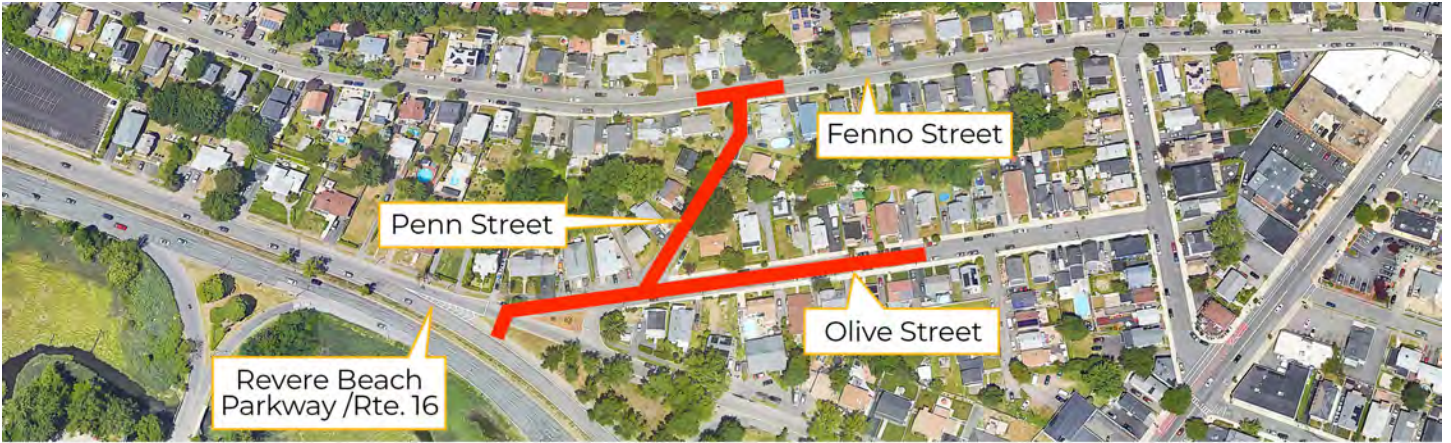 Fenno Street
Penn Street
Olive Street
Revere Beach
Parkway /Rte. 16